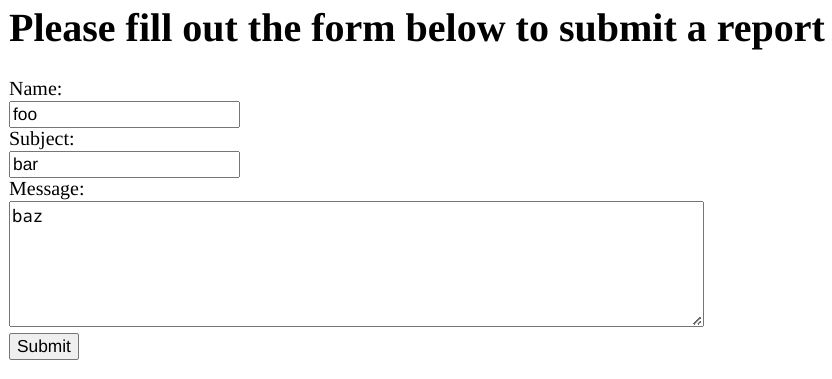 Please fill out the form below to submit a report
Name:
foo
Subject:
bar
Message:
baz
Submit